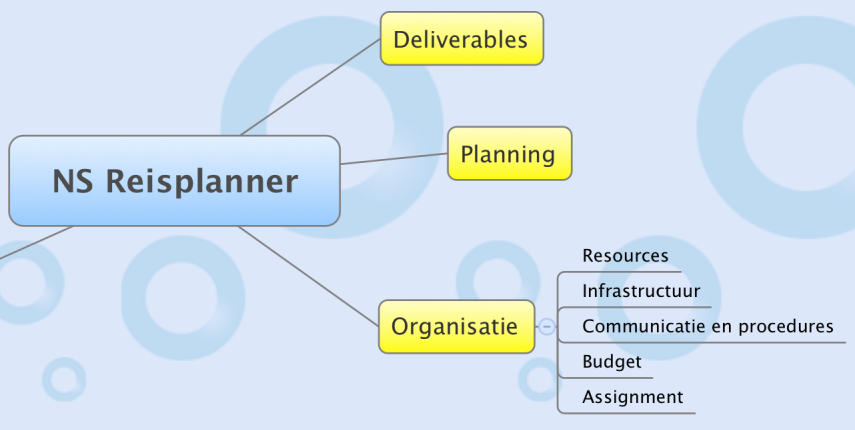 Deliverables
Planning
NS Reisplanner
Organisatie
Resources
Infrastructuur
Communicatie en procedures
Budget
Assignment